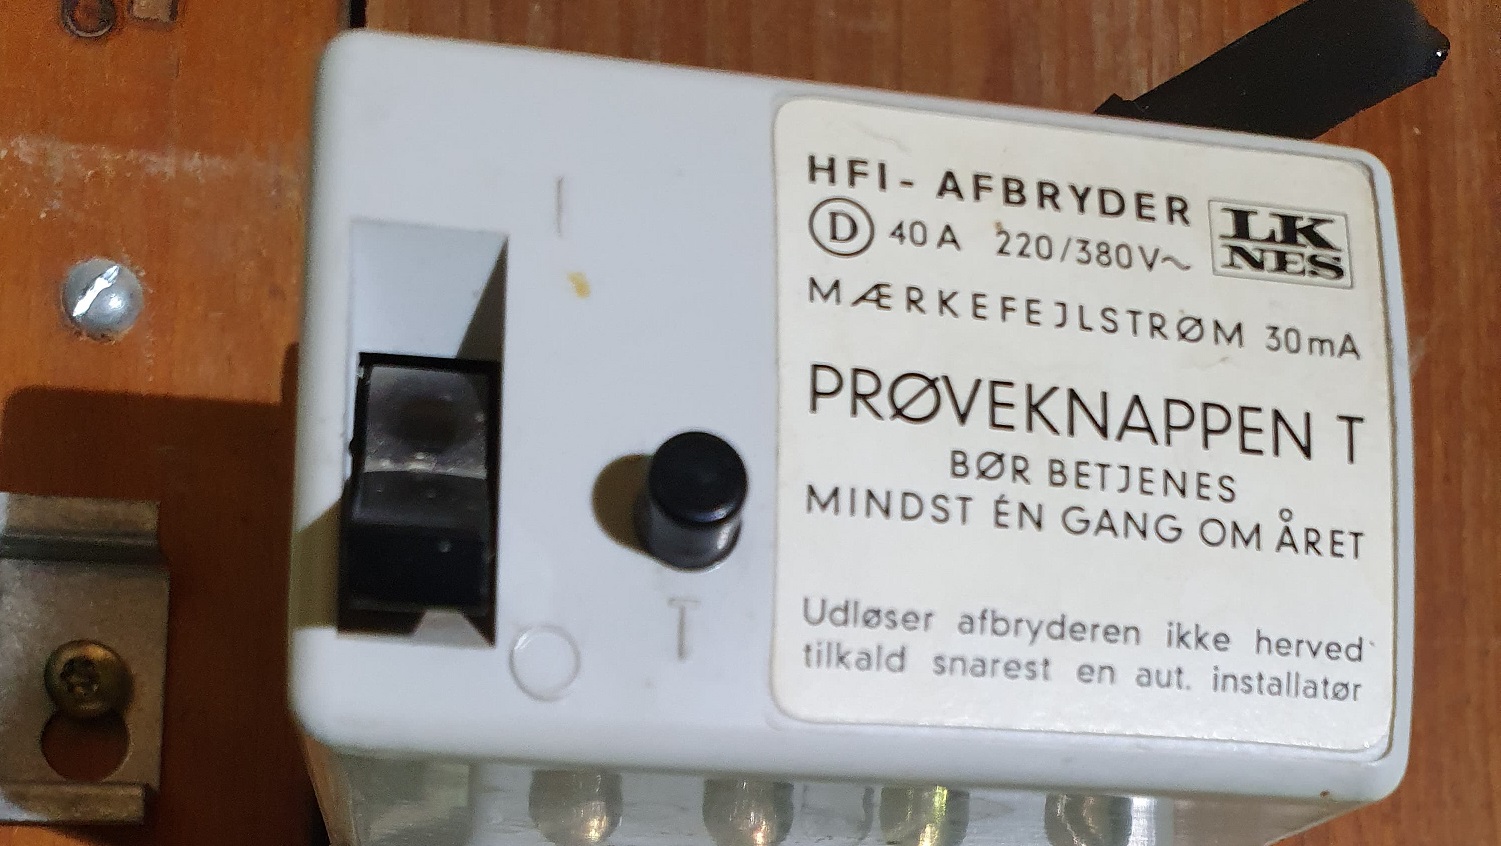 HFI- AFBRYDER
LK
NES
D 40A 220/380V~
MÆRKEFEJLSTRØM 30mA
PRØVEKNAPPEN T
BØR BETJENES
MINDST ÉN GANG OM ÅRET
Udløser afbryderen ikke herved
tilkald snarest en aut. installatør
I
O
T